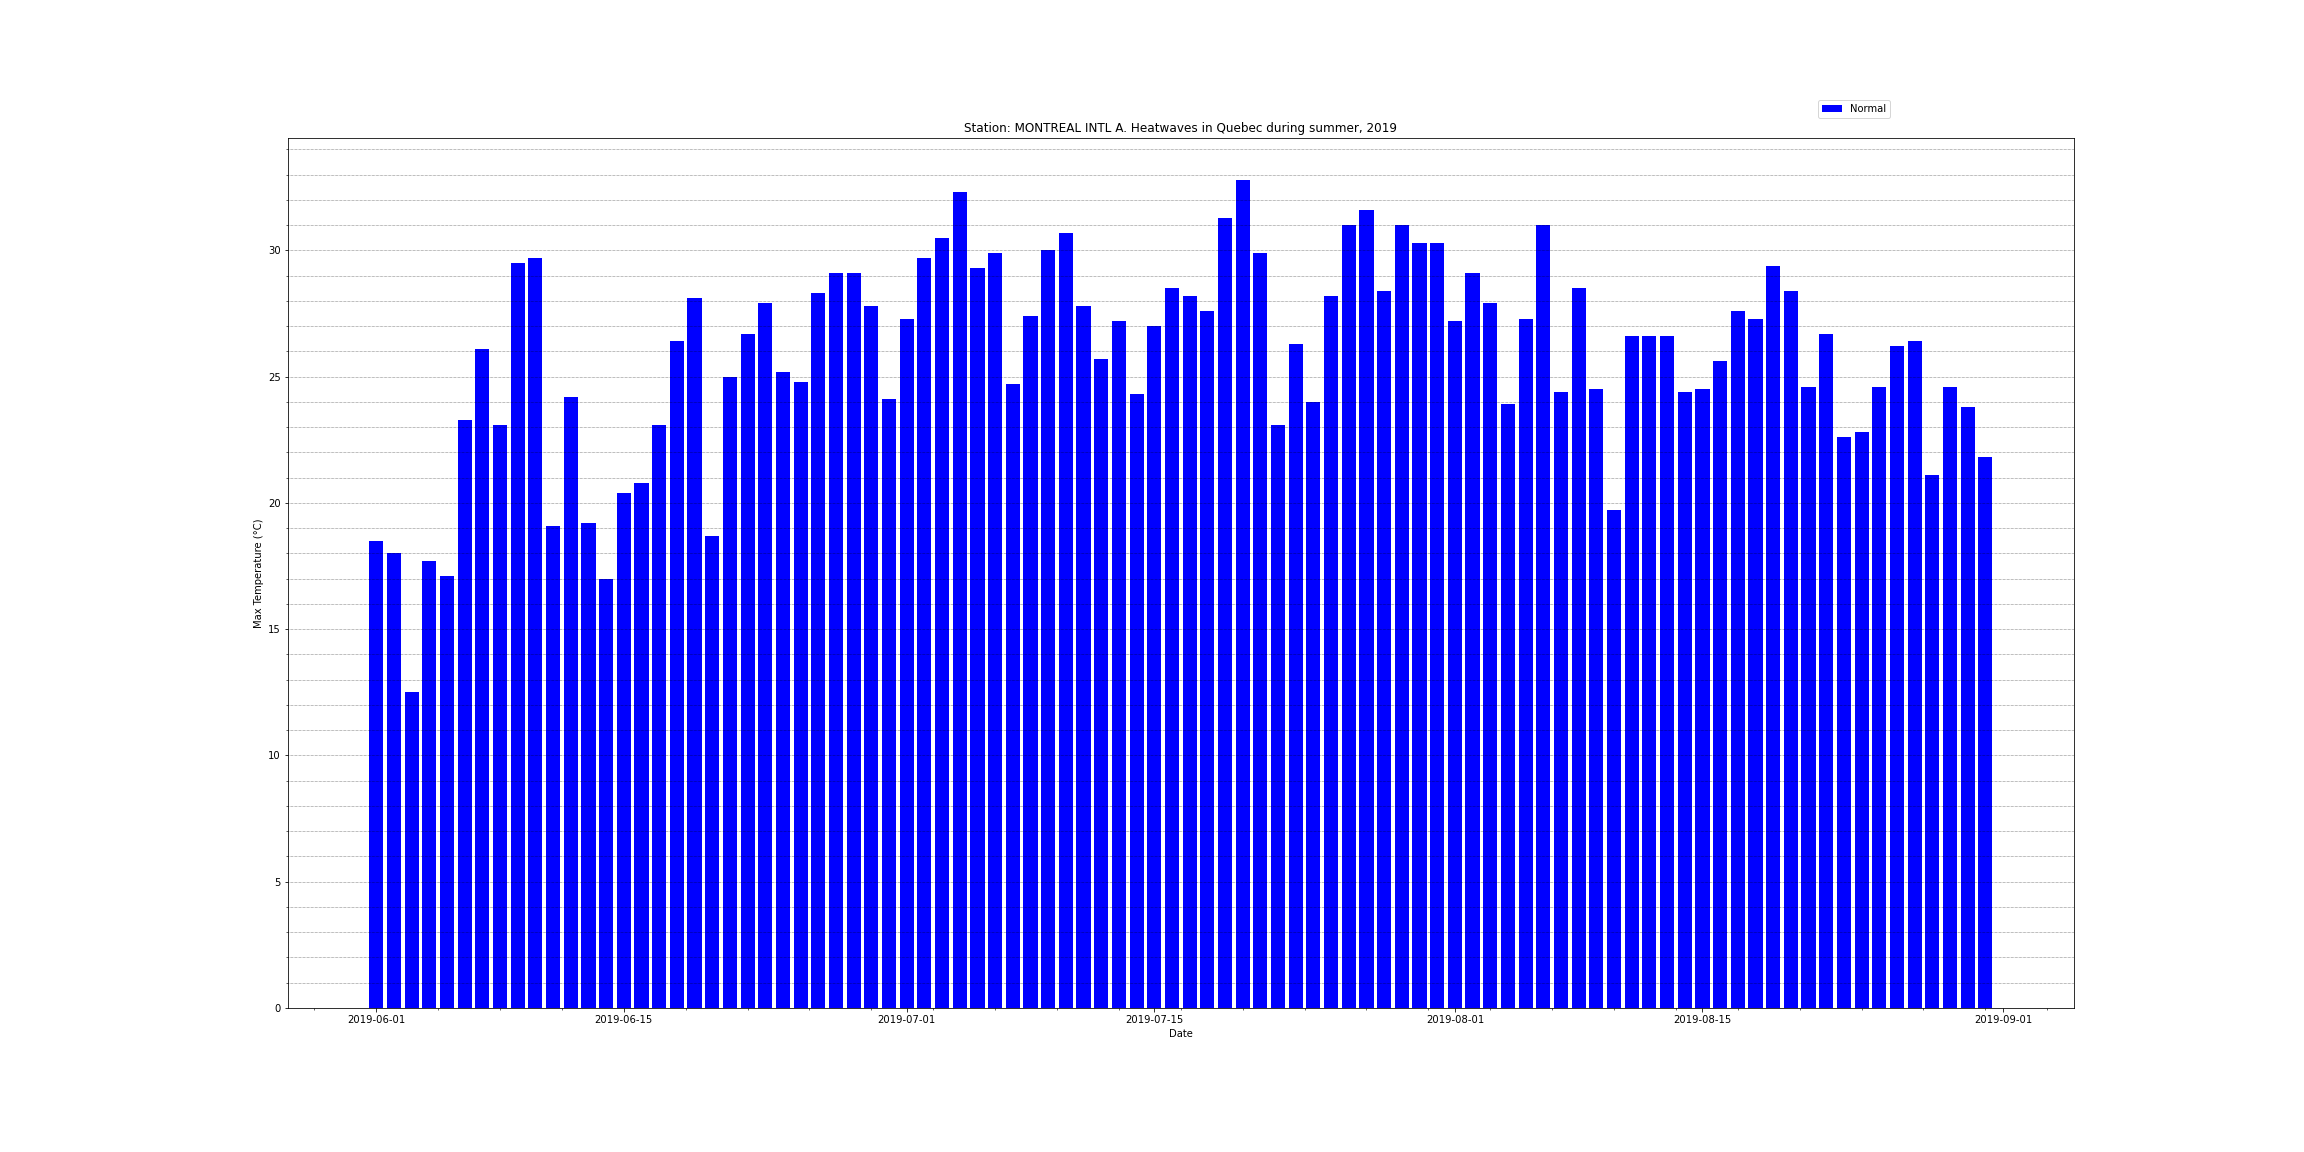 Normal
Station: MONTREAL INTL A. Heatwaves in Quebec during summer, 2019
30
25
20
15
10
5
0
Max Temperature (°C)
2019-06-01 2019-06-15 2019-07-01 2019-07-15 2019-08-01 2019-08-15 2019-09-01
Date